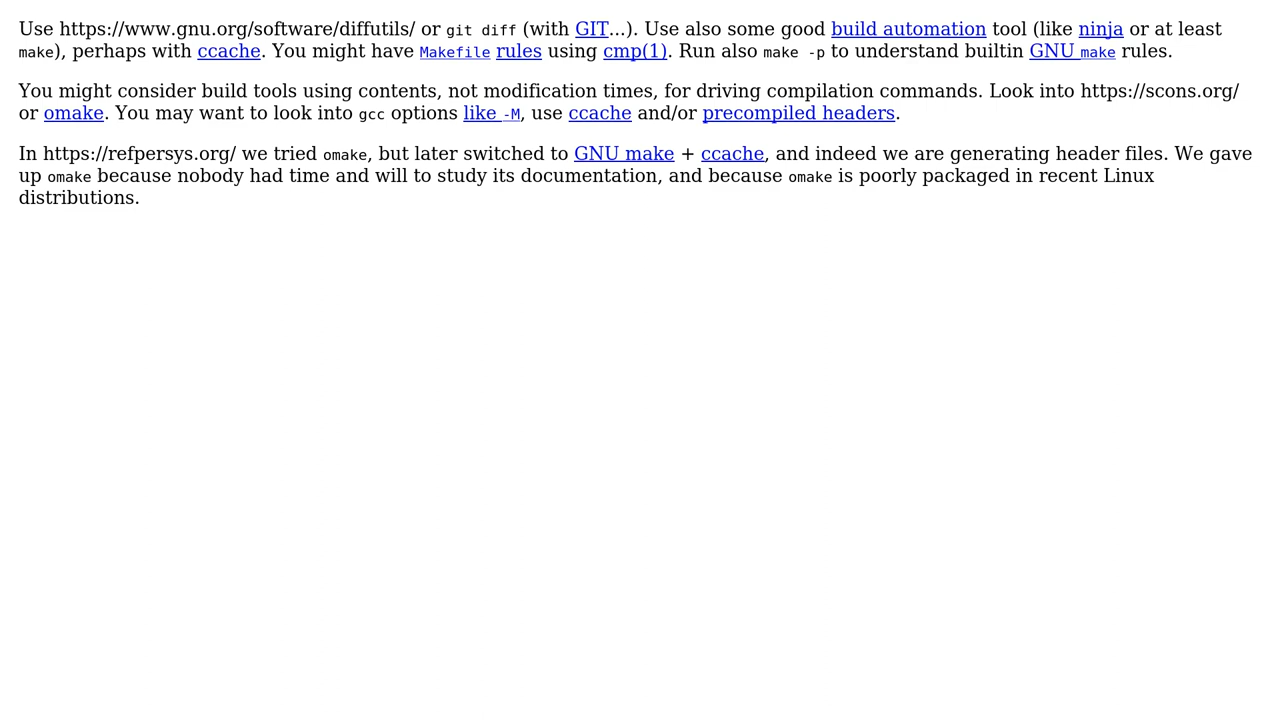 Use https://www.gnu.org/software/diffutils/ or git diff (with GIT...). Use also some good build automation tool (like ninja or at least
make), perhaps with ccache. You might have Makefile rules using cmp(1). Run also make -p to understand builtin GNU make rules.
You might consider build tools using contents, not modification times, for driving compilation commands. Look into https://scons.org/
or omake. You may want to look into gcc options like -M, use ccache and/or precompiled headers.
In https://refpersys.org/ we tried omake, but later switched to GNU make + ccache, and indeed we are generating header files. We gave
up omake because nobody had time and will to study its documentation, and because omake is poorly packaged in recent Linux
distributions.